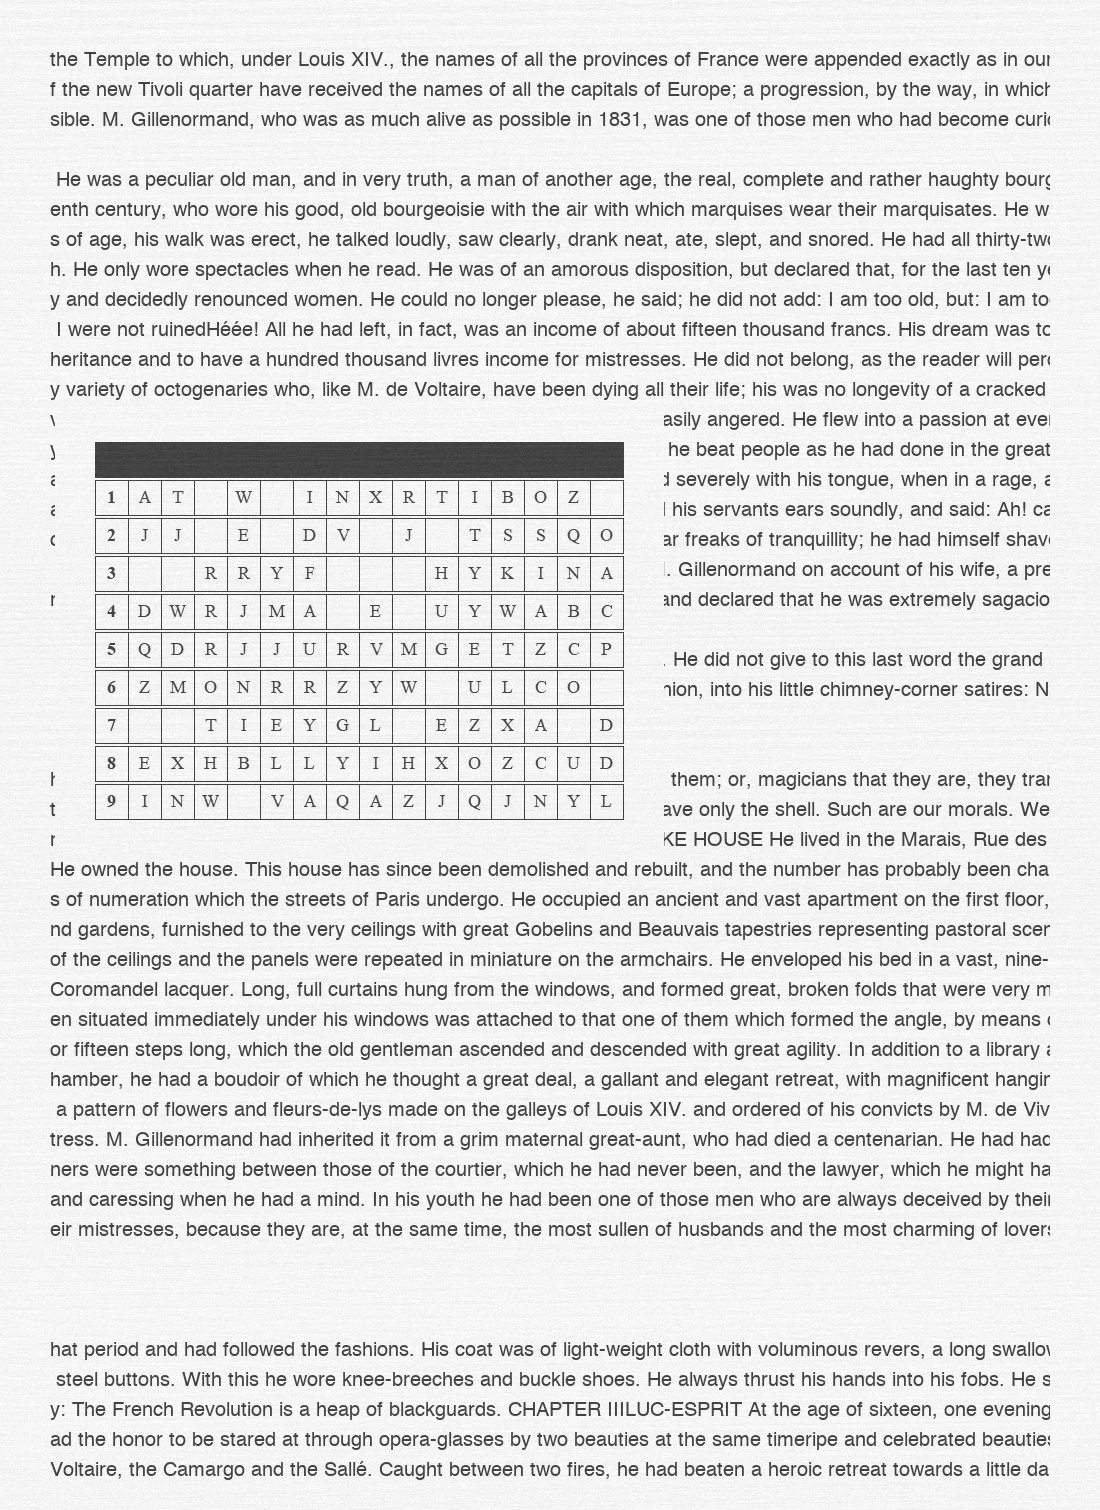 the Temple to which, under Louis XIV., the names of all the provinces of France were appended exactly as in our
f the new Tivoli quarter have received the names of all the capitals of Europe; a progression, by the way, in which
sible. M. Gillenormand, who was as much alive as possible in 1831, was one of those men who had become
He was a peculiar old man, and in very truth, a man of another age, the real, complete and rather haughty
enth century, who wore his good, old bourgeoisie with the air with which marquises wear their marquisates. He w
s of age, his walk was erect, he talked loudly, saw clearly, drank neat, ate, slept, and snored. He had all thirty-two
h. He only wore spectacles when he read. He was of an amorous disposition, but declared that, for the last ten
y and decidedly renounced women. He could no longer please, he said; he did not add: I am too old, but: I am
I were not ruinedHéée! All he had left, in fact, was an income of about fifteen thousand francs. His dream was to
heritance and to have a hundred thousand livres income for mistresses. He did not belong, as the reader will
y variety of octogenaries who, like M. de Voltaire, have been dying all their life; his was no longevity of a cracked
asily angered. He flew into a passion at
he beat people as he had done in the great
severely with his tongue, when in a rage,
his servants ears soundly, and said: Ah!
ar freaks of tranquillity; he had himself
. Gillenormand on account of his wife, a
and declared that he was extremely
. He did not give to this last word the grand
nion, into his little chimney-corner satires: N
1 A T W I N X R T I B O Z
2 J J E D V J T S S Q O
3 R R Y F H Y K I N A
4 D W R J M A E U Y W A B C
5 Q D R J J U R V M G E T Z C P
6 Z M O N R R Z Y W U L C O
7 T I E Y G L E Z X A D
8 E X H B L L Y I H X O Z C U D
9 I N W V A Q A Z J Q J N Y L
them; or, magicians that they are, they
ave only the shell. Such are our morals. We
KE HOUSE He lived in the Marais, Rue des
He owned the house. This house has since been demolished and rebuilt, and the number has probably been cha
s of numeration which the streets of Paris undergo. He occupied an ancient and vast apartment on the first floor,
nd gardens, furnished to the very ceilings with great Gobelins and Beauvais tapestries representing pastoral
of the ceilings and the panels were repeated in miniature on the armchairs. He enveloped his bed in a vast, nine-
Coromandel lacquer. Long, full curtains hung from the windows, and formed great, broken folds that were very m
en situated immediately under his windows was attached to that one of them which formed the angle, by means
or fifteen steps long, which the old gentleman ascended and descended with great agility. In addition to a library
hamber, he had a boudoir of which he thought a great deal, a gallant and elegant retreat, with magnificent
a pattern of flowers and fleurs-de-lys made on the galleys of Louis XIV. and ordered of his convicts by M. de Viv
tress. M. Gillenormand had inherited it from a grim maternal great-aunt, who had died a centenarian. He had had
ners were something between those of the courtier, which he had never been, and the lawyer, which he might ha
and caressing when he had a mind. In his youth he had been one of those men who are always deceived by their
eir mistresses, because they are, at the same time, the most sullen of husbands and the most charming of lovers
hat period and had followed the fashions. His coat was of light-weight cloth with voluminous revers, a long
steel buttons. With this he wore knee-breeches and buckle shoes. He always thrust his hands into his fobs. He s
y: The French Revolution is a heap of blackguards. CHAPTER IIILUC-ESPRIT At the age of sixteen, one evening
ad the honor to be stared at through opera-glasses by two beauties at the same timeripe and celebrated beauties
Voltaire, the Camargo and the Sallé. Caught between two fires, he had beaten a heroic retreat towards a little da